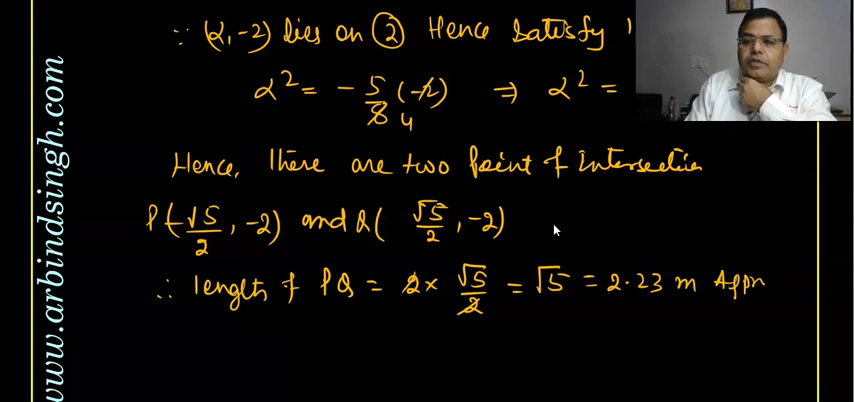 ∵ (α, -2) lies on ② Hence satisfy
α² = - 5/8 (-2) ⇒ α² =
4
Hence, There are two Point of Intersection
P(-√5/2, -2) and Q( √5/2, -2)
∴ length of PQ = 2 × √5/2 = √5 = 2.23 m Appr
www.arbindsingh.com